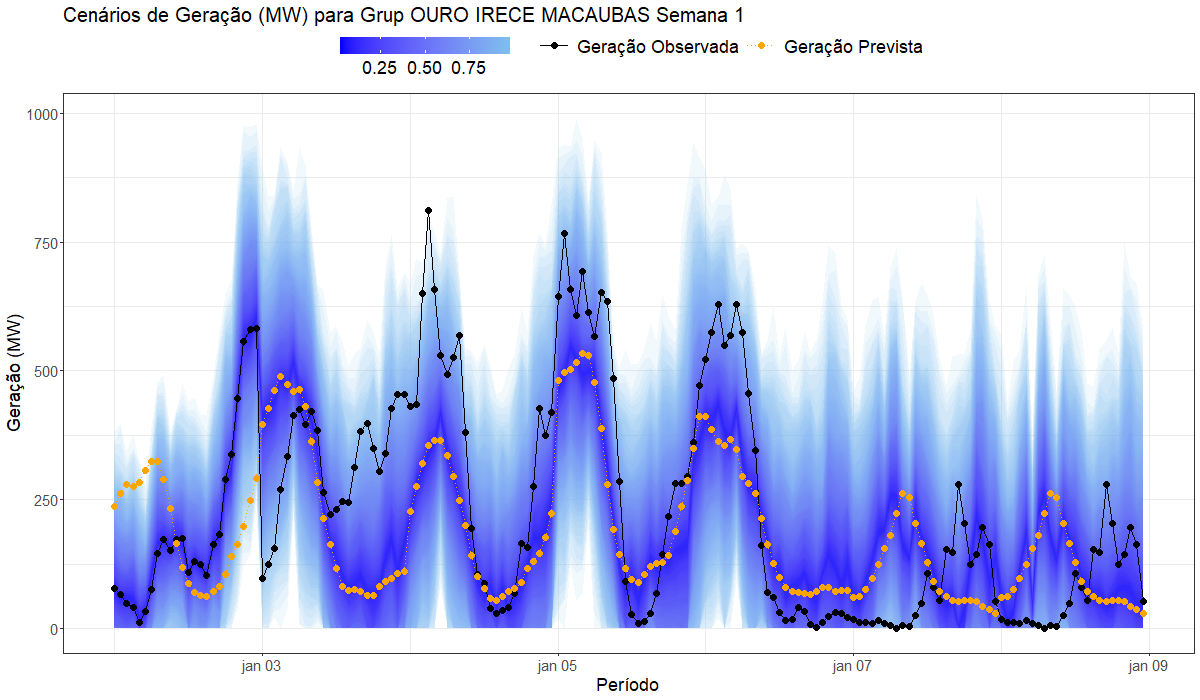 Cenários de Geração (MW) para Grup OURO IRECE MACAUBAS Semana 1
0.25 0.50 0.75
Geração Observada
Geração Prevista
Geração (MW)
1000
750
500
250
0
jan 03 jan 05 jan 07 jan 09
Período